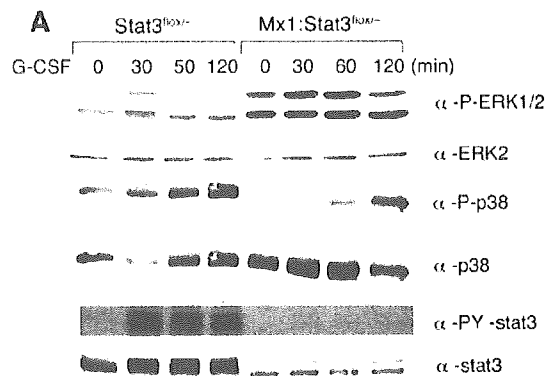 A
Stat3flox/- Mx1:Stat3flox/-
G-CSF 0 30 50 120 0 30 60 120 (min)
α-P-ERK1/2
α-ERK2
α-P-p38
α-p38
α-PY-stat3
α-stat3